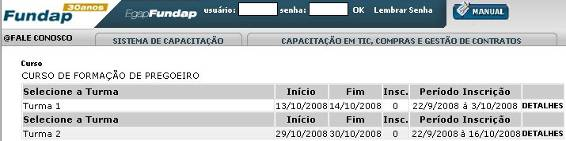 30anos
Fundap EgapFundap usuário: senha: OK Lembrar Senha MANUAL
@FALE CONOSCO SISTEMA DE CAPACITAÇÃO CAPACITAÇÃO EM TIC, COMPRAS E GESTÃO DE CONTRATOS
Curso
CURSO DE FORMAÇÃO DE PREGOEIRO
Selecione a Turma Início Fim Insc. Período Inscrição
Turma 1 13/10/2008 14/10/2008 0 22/9/2008 à 3/10/2008 DETALHES
Selecione a Turma Início Fim Insc. Período Inscrição
Turma 2 29/10/2008 30/10/2008 0 22/9/2008 à 16/10/2008 DETALHES